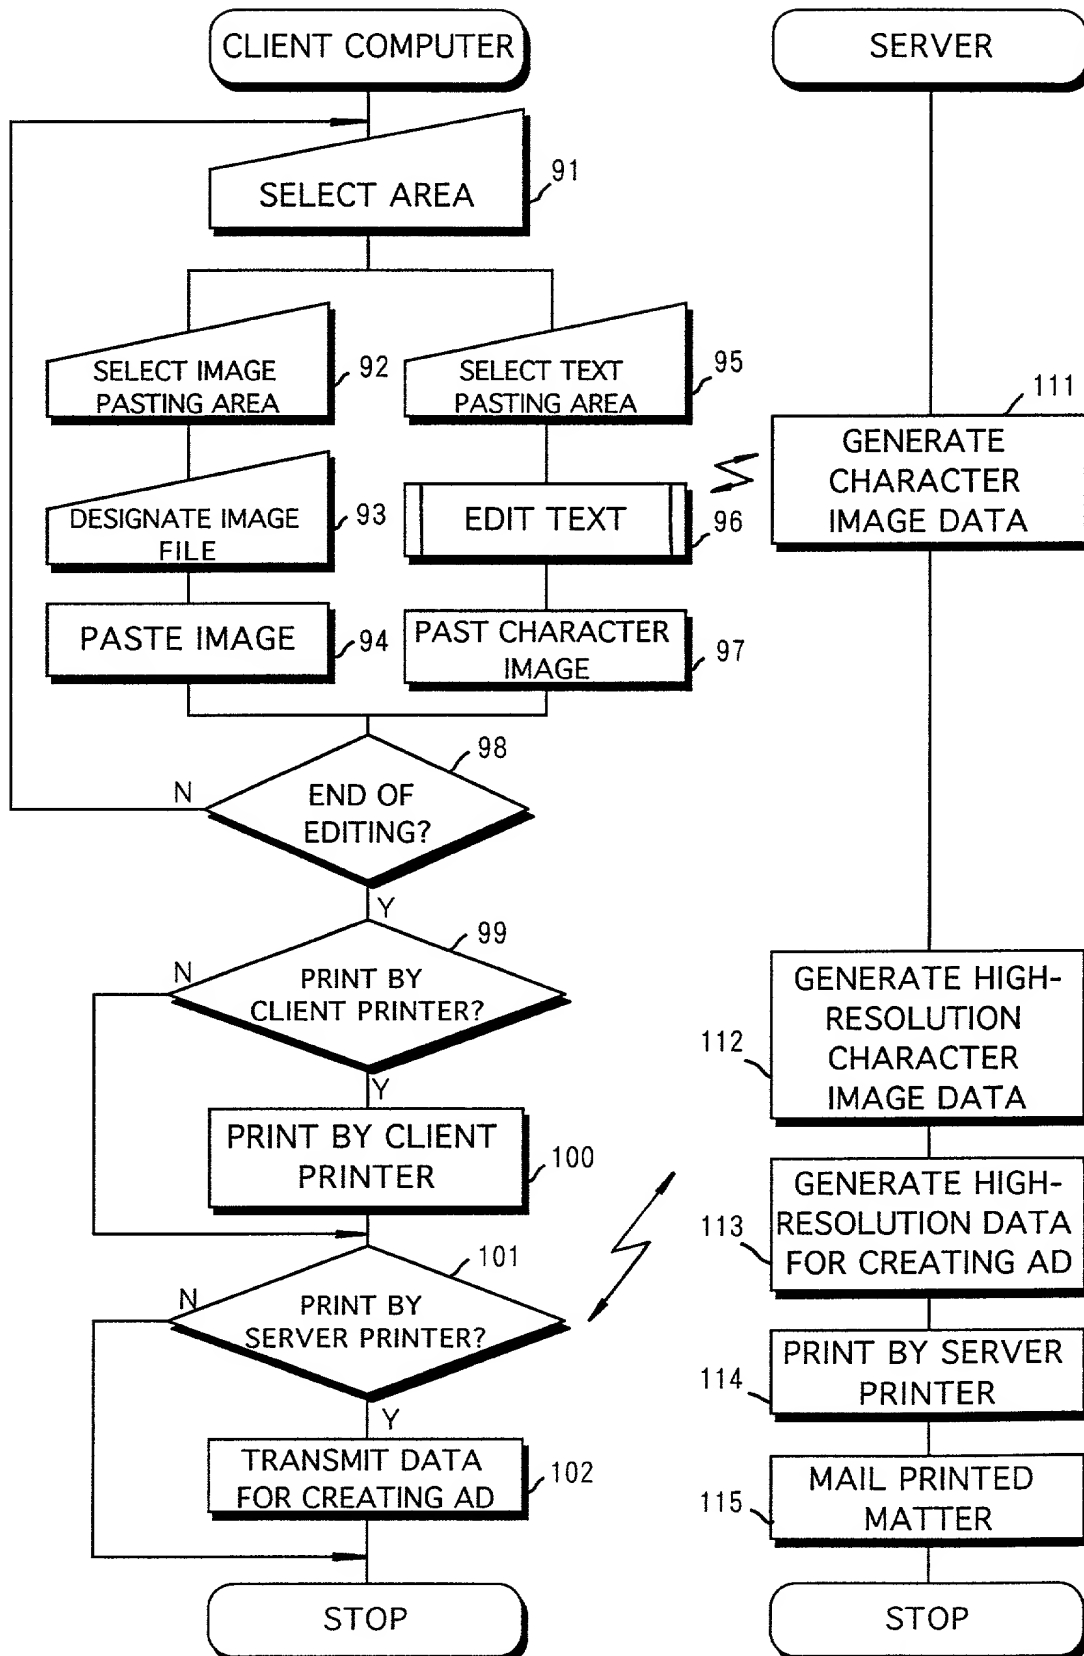 CLIENT COMPUTER
SELECT AREA
91
SELECT IMAGE
PASTING AREA
92
DESIGNATE IMAGE
FILE
93
PASTE IMAGE
94
SELECT TEXT
PASTING AREA
95
EDIT TEXT
96
PAST CHARACTER
IMAGE
97
END OF
EDITING?
98
N
Y
PRINT BY
CLIENT PRINTER?
99
N
Y
PRINT BY CLIENT
PRINTER
100
PRINT BY
SERVER PRINTER?
101
N
Y
TRANSMIT DATA
FOR CREATING AD
102
STOP
SERVER
111
GENERATE
CHARACTER
IMAGE DATA
GENERATE HIGH-
RESOLUTION
CHARACTER
IMAGE DATA
112
GENERATE HIGH-
RESOLUTION DATA
FOR CREATING AD
113
PRINT BY SERVER
PRINTER
114
MAIL PRINTED
MATTER
115
STOP